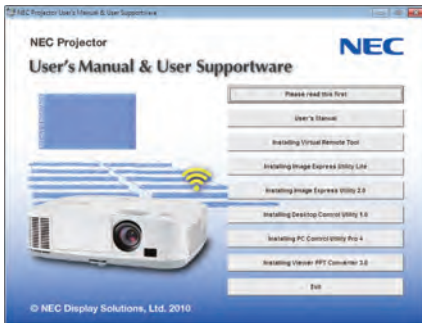 NEC Projector User's Manual & User Supportware
NEC Projector
NEC
User's Manual & User Supportware
Please read this first
User's Manual
Installing Virtual Remote Tool
Installing Image Express Utility Lite
Installing Image Express Utility 2.0
Installing Desktop Control Utility 1.0
Installing PC Control Utility Pro 4
Installing Viewer PPT Converter 3.0
Exit
© NEC Display Solutions, Ltd. 2010